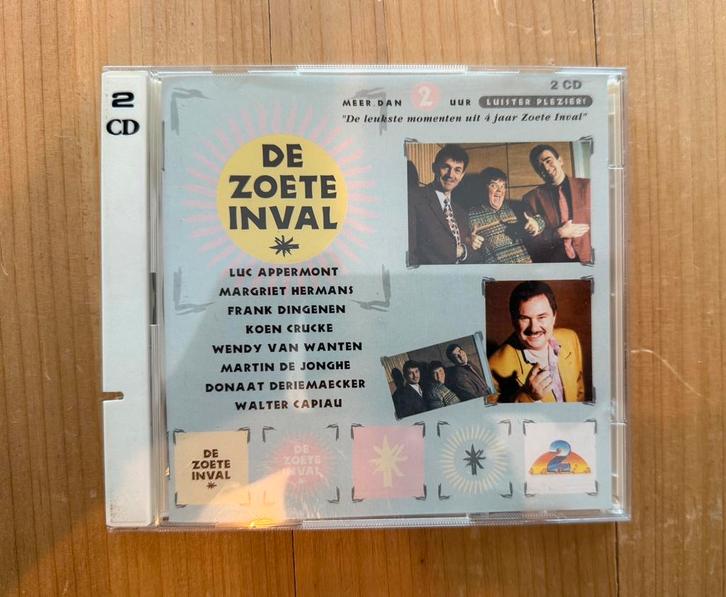 2
CD
2 CD
MEER DAN 2 UUR LUISTER PLEZIER!
"De leukste momenten uit 4 jaar Zoete Inval"
DE
ZOETE
INVAL
LUC APPERMONT
MARGRIET HERMANS
FRANK DINGENEN
KOEN CRUCKE
WENDY VAN WANTEN
MARTIN DE JONGHE
DONAAT DERIEMAECKER
WALTER CAPIAU
DE
ZOETE
INVAL
DE
ZOETE
INVAL
2